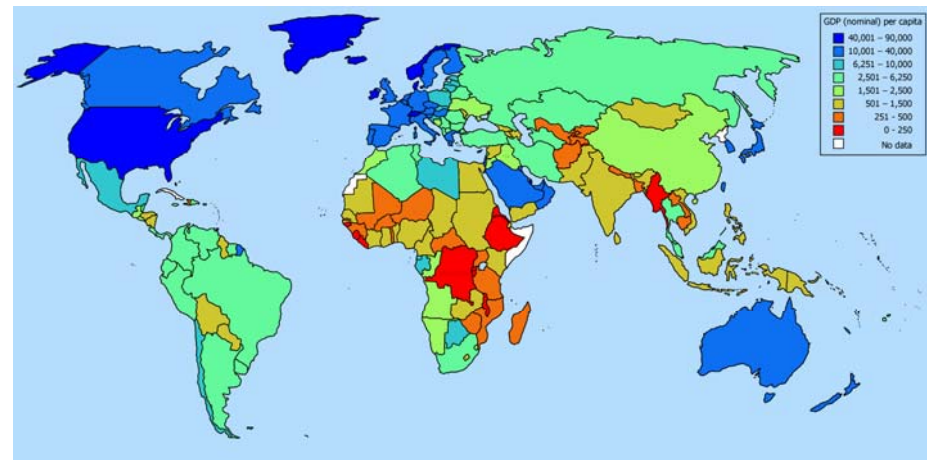 GDP (nominal) per capita
40,001 – 90,000
10,001 – 40,000
6,251 – 10,000
2,501 – 6,250
1,501 – 2,500
501 – 1,500
251 - 500
0 - 250
No data